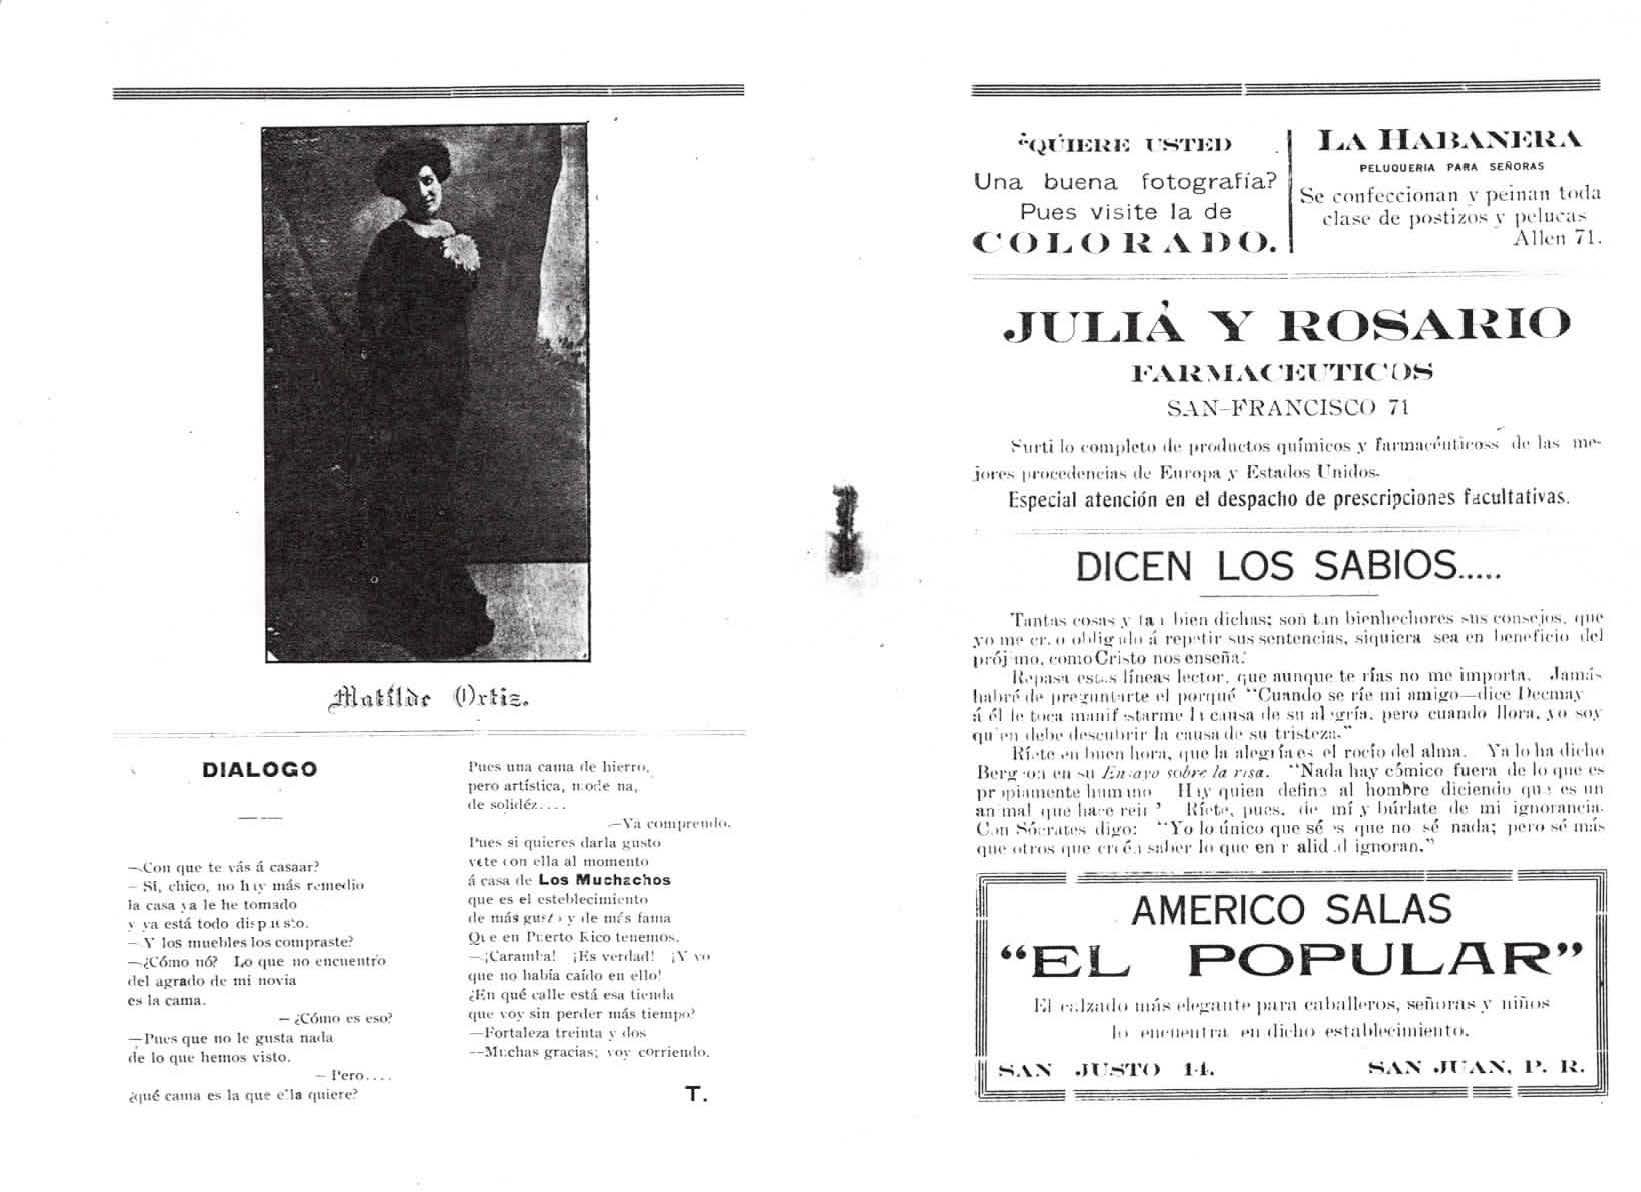 Matilde Ortiz.
DIALOGO
—Con que te vás á casaar?
— Si, chico, no hay más remedio
la casa ya le he tomado
y ya está todo dispuesto.
— Y los muebles los compraste?
—¿Cómo nó? Lo que no encuentro
del agrado de mi novia
es la cama.
— ¿Cómo es eso?
—Pues que no le gusta nada
de lo que hemos visto.
— Pero....
¿qué cama es la que ella quiere?
Pues una cama de hierro,
pero artística, moderna,
de solidéz....
—Ya comprendo.
Pues si quieres darla gusto
vete con ella al momento
á casa de Los Muchachos
que es el esteblecimiento
de más gusto y de más fama
Que en Puerto Rico tenemos.
—¡Caramba! ¡Es verdad! ¡Y yo
que no había caído en ello!
¿En qué calle está esa tienda
que voy sin perder más tiempo?
—Fortaleza treinta y dos
—Muchas gracias; voy corriendo.
T.
¿QUIERE USTED
Una buena fotografía?
Pues visite la de
COLORADO.
LA HABANERA
PELUQUERIA PARA SEÑORAS
Se confeccionan y peinan toda
clase de postizos y pelucas
Allen 71.
JULIÁ Y ROSARIO
FARMACEUTICOS
SAN-FRANCISCO 71
Surtido completo de productos químicos y farmacéuticoss de las me-
jores procedencias de Europa y Estados Unidos.
Especial atención en el despacho de prescripciones facultativas.
DICEN LOS SABIOS.....
Tantas cosas y tan bien dichas; son tan bienhechores sus consejos, que
yo me creo obligado á repetir sus sentencias, siquiera sea en beneficio del
prójimo, como Cristo nos enseña.
Repasa estas líneas lector, que aunque te rías no me importa. Jamás
habré de preguntarte el porqué "Cuando se ríe mi amigo—dice Decmay
á él le toca manifestarme la causa de su alegría, pero cuando llora, yo soy
quien debe descubrir la causa de su tristeza."
Ríete en buen hora, que la alegría es el rocío del alma. Ya lo ha dicho
Bergson en su Ensayo sobre la risa. "Nada hay cómico fuera de lo que es
propiamente humano Hay quien define al hombre diciendo que es un
animal que hace reir" Ríete, pues, de mí y búrlate de mi ignorancia.
Con Sócrates digo: "Yo lo único que sé es que no sé nada; pero sé más
que otros que creén saber lo que en realidad ignoran."
AMERICO SALAS
"EL POPULAR"
El calzado más elegante para caballeros, señoras y niños
lo encuentra en dicho establecimiento.
SAN JUSTO 14. SAN JUAN, P. R.